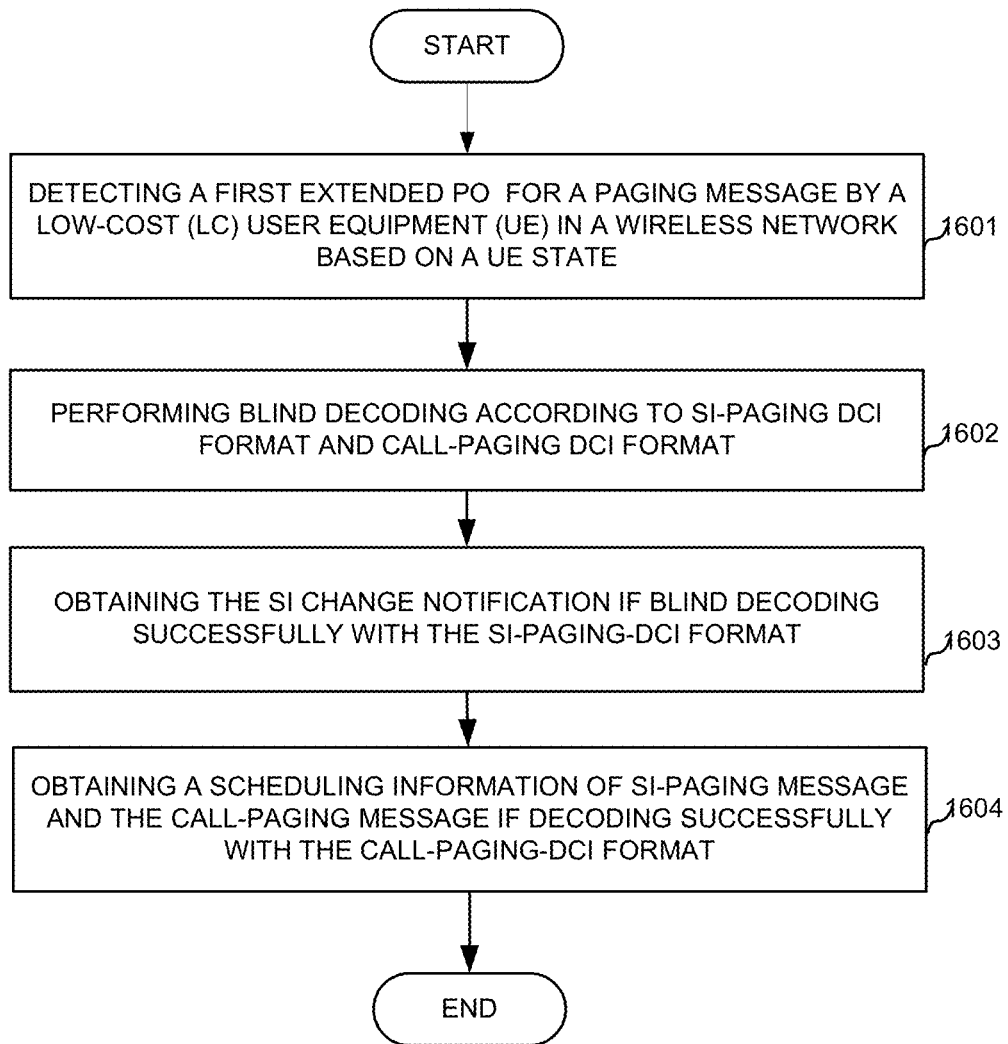 START
DETECTING A FIRST EXTENDED PO FOR A PAGING MESSAGE BY A
LOW-COST (LC) USER EQUIPMENT (UE) IN A WIRELESS NETWORK
BASED ON A UE STATE
1601
PERFORMING BLIND DECODING ACCORDING TO SI-PAGING DCI
FORMAT AND CALL-PAGING DCI FORMAT
1602
OBTAINING THE SI CHANGE NOTIFICATION IF BLIND DECODING
SUCCESSFULLY WITH THE SI-PAGING-DCI FORMAT
1603
OBTAINING A SCHEDULING INFORMATION OF SI-PAGING MESSAGE
AND THE CALL-PAGING MESSAGE IF DECODING SUCCESSFULLY
WITH THE CALL-PAGING-DCI FORMAT
1604
END